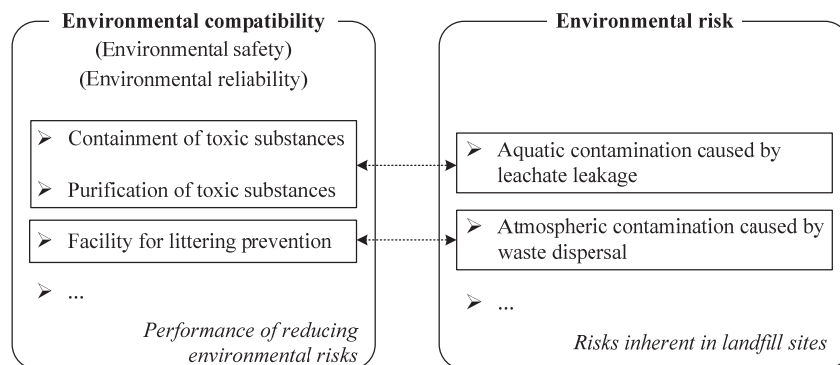 Environmental compatibility
(Environmental safety)
(Environmental reliability)
➢ Containment of toxic substances
➢ Purification of toxic substances
➢ Facility for littering prevention
➢ ...
Performance of reducing
environmental risks
Environmental risk
➢ Aquatic contamination caused by
leachate leakage
➢ Atmospheric contamination caused by
waste dispersal
➢ ...
Risks inherent in landfill sites